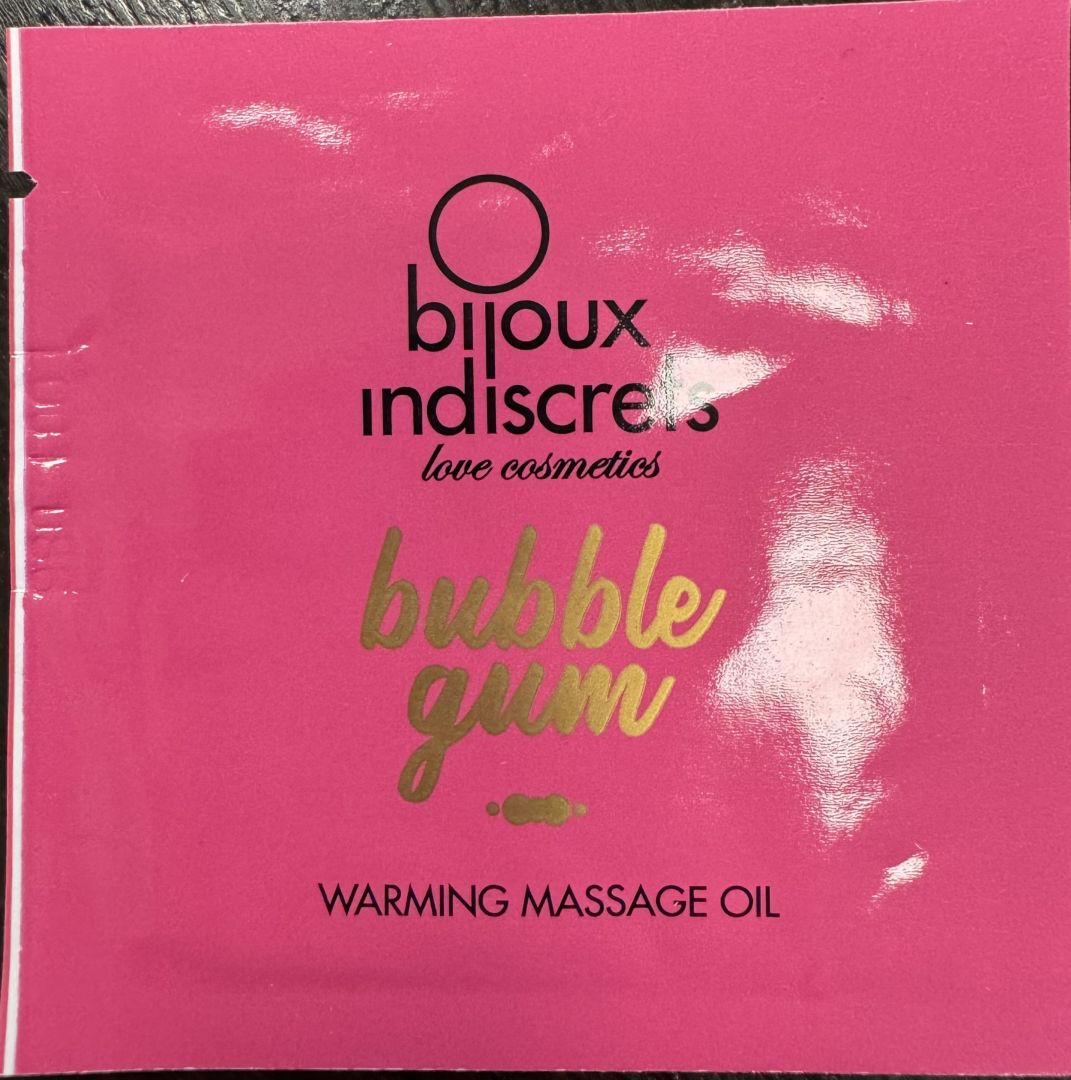 bijoux
indiscrets
love cosmetics
bubble
gum
WARMING MASSAGE OIL